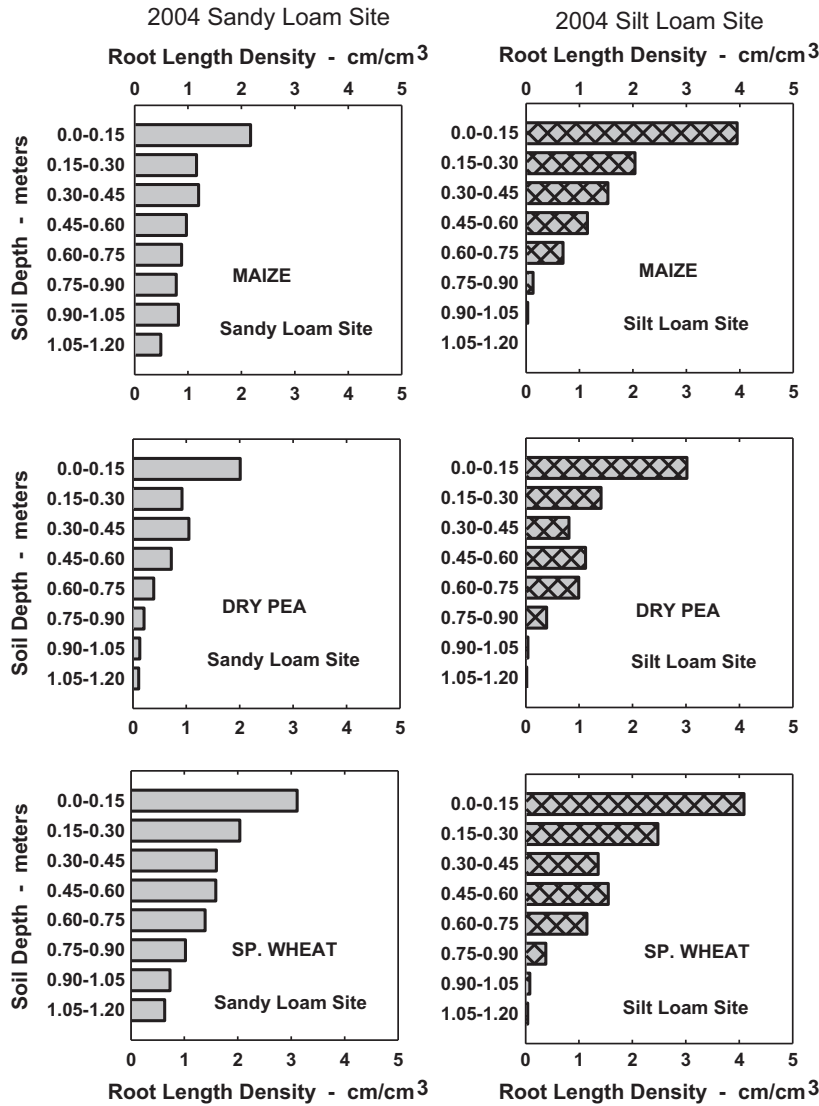 2004 Sandy Loam Site
Root Length Density - cm/cm3
0 1 2 3 4 5
Soil Depth - meters
0.0-0.15
0.15-0.30
0.30-0.45
0.45-0.60
0.60-0.75
0.75-0.90
0.90-1.05
1.05-1.20
MAIZE
Sandy Loam Site
0 1 2 3 4 5
2004 Silt Loam Site
Root Length Density - cm/cm3
0 1 2 3 4 5
0.0-0.15
0.15-0.30
0.30-0.45
0.45-0.60
0.60-0.75
0.75-0.90
0.90-1.05
1.05-1.20
MAIZE
Silt Loam Site
0 1 2 3 4 5
Soil Depth - meters
0.0-0.15
0.15-0.30
0.30-0.45
0.45-0.60
0.60-0.75
0.75-0.90
0.90-1.05
1.05-1.20
DRY PEA
Sandy Loam Site
0 1 2 3 4 5
0.0-0.15
0.15-0.30
0.30-0.45
0.45-0.60
0.60-0.75
0.75-0.90
0.90-1.05
1.05-1.20
DRY PEA
Silt Loam Site
0 1 2 3 4 5
Soil Depth - meters
0.0-0.15
0.15-0.30
0.30-0.45
0.45-0.60
0.60-0.75
0.75-0.90
0.90-1.05
1.05-1.20
SP. WHEAT
Sandy Loam Site
0 1 2 3 4 5
Root Length Density - cm/cm3
0.0-0.15
0.15-0.30
0.30-0.45
0.45-0.60
0.60-0.75
0.75-0.90
0.90-1.05
1.05-1.20
SP. WHEAT
Silt Loam Site
0 1 2 3 4 5
Root Length Density - cm/cm3